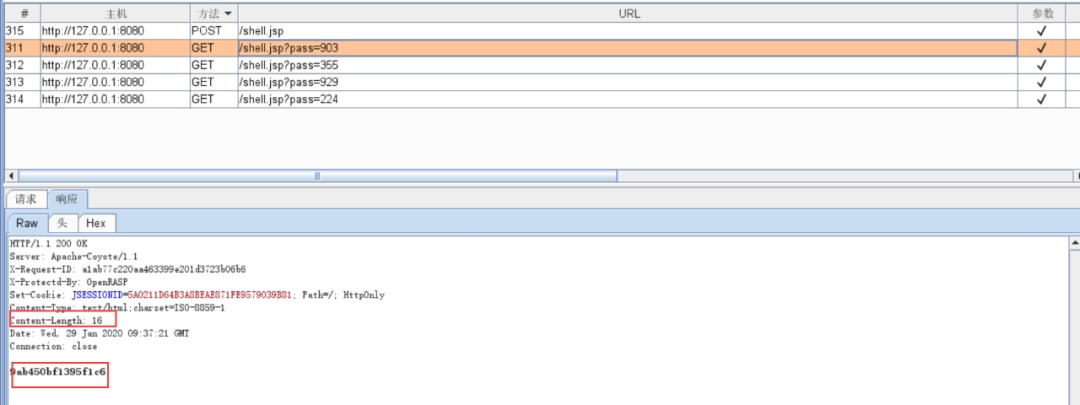 # 主机 方法 URL 参数
315 http://127.0.0.1:8080 POST /shell.jsp ✓
311 http://127.0.0.1:8080 GET /shell.jsp?pass=903 ✓
312 http://127.0.0.1:8080 GET /shell.jsp?pass=355 ✓
313 http://127.0.0.1:8080 GET /shell.jsp?pass=929 ✓
314 http://127.0.0.1:8080 GET /shell.jsp?pass=224 ✓
请求 响应
Raw 头 Hex
HTTP/1.1 200 OK
Server: Apache-Coyote/1.1
X-Request-ID: a1ab77c220aa463399e201d3723b06b6
X-Protectd-By: OpenRASP
Set-Cookie: JSESSIONID=5A0211D64B3A8BEAE871FE9579039B81; Path=/; HttpOnly
Content-Type: text/html;charset=ISO-8859-1
Content-Length: 16
Date: Wed, 29 Jan 2020 09:37:21 GMT
Connection: close
9ab450bf1395f1c6